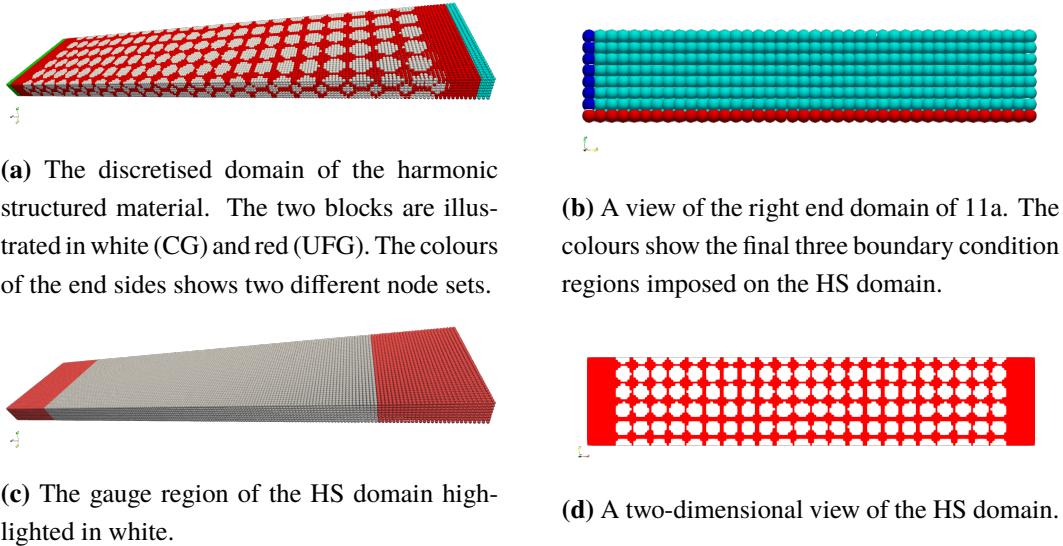 (a) The discretised domain of the harmonic
structured material. The two blocks are illus-
trated in white (CG) and red (UFG). The colours
of the end sides shows two different node sets.
(b) A view of the right end domain of 11a. The
colours show the final three boundary condition
regions imposed on the HS domain.
(c) The gauge region of the HS domain high-
lighted in white.
(d) A two-dimensional view of the HS domain.